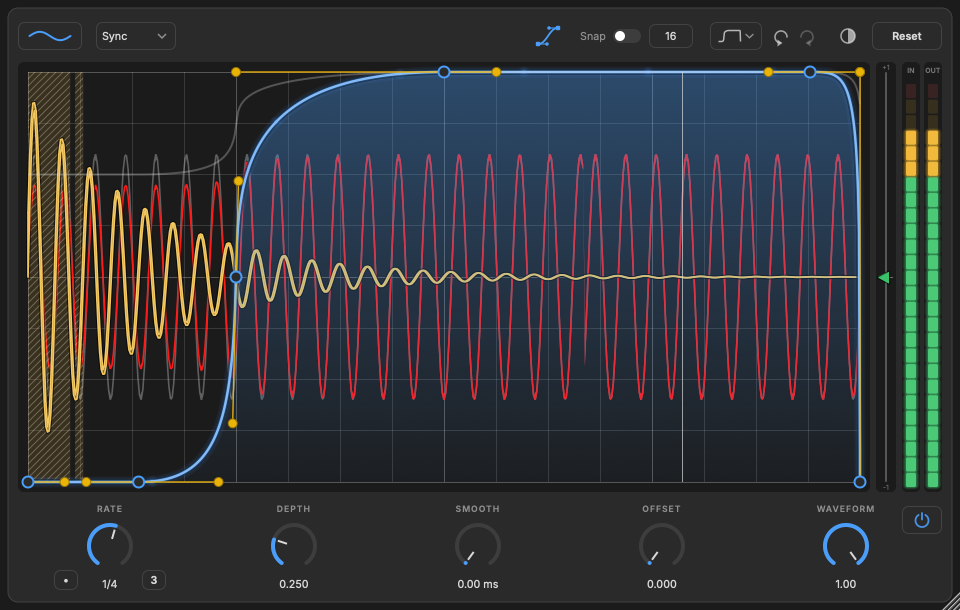 Sync
Snap
16
Reset
+1
IN
OUT
-1
RATE
DEPTH
SMOOTH
OFFSET
WAVEFORM
1/4
3
0.250
0.00 ms
0.000
1.00